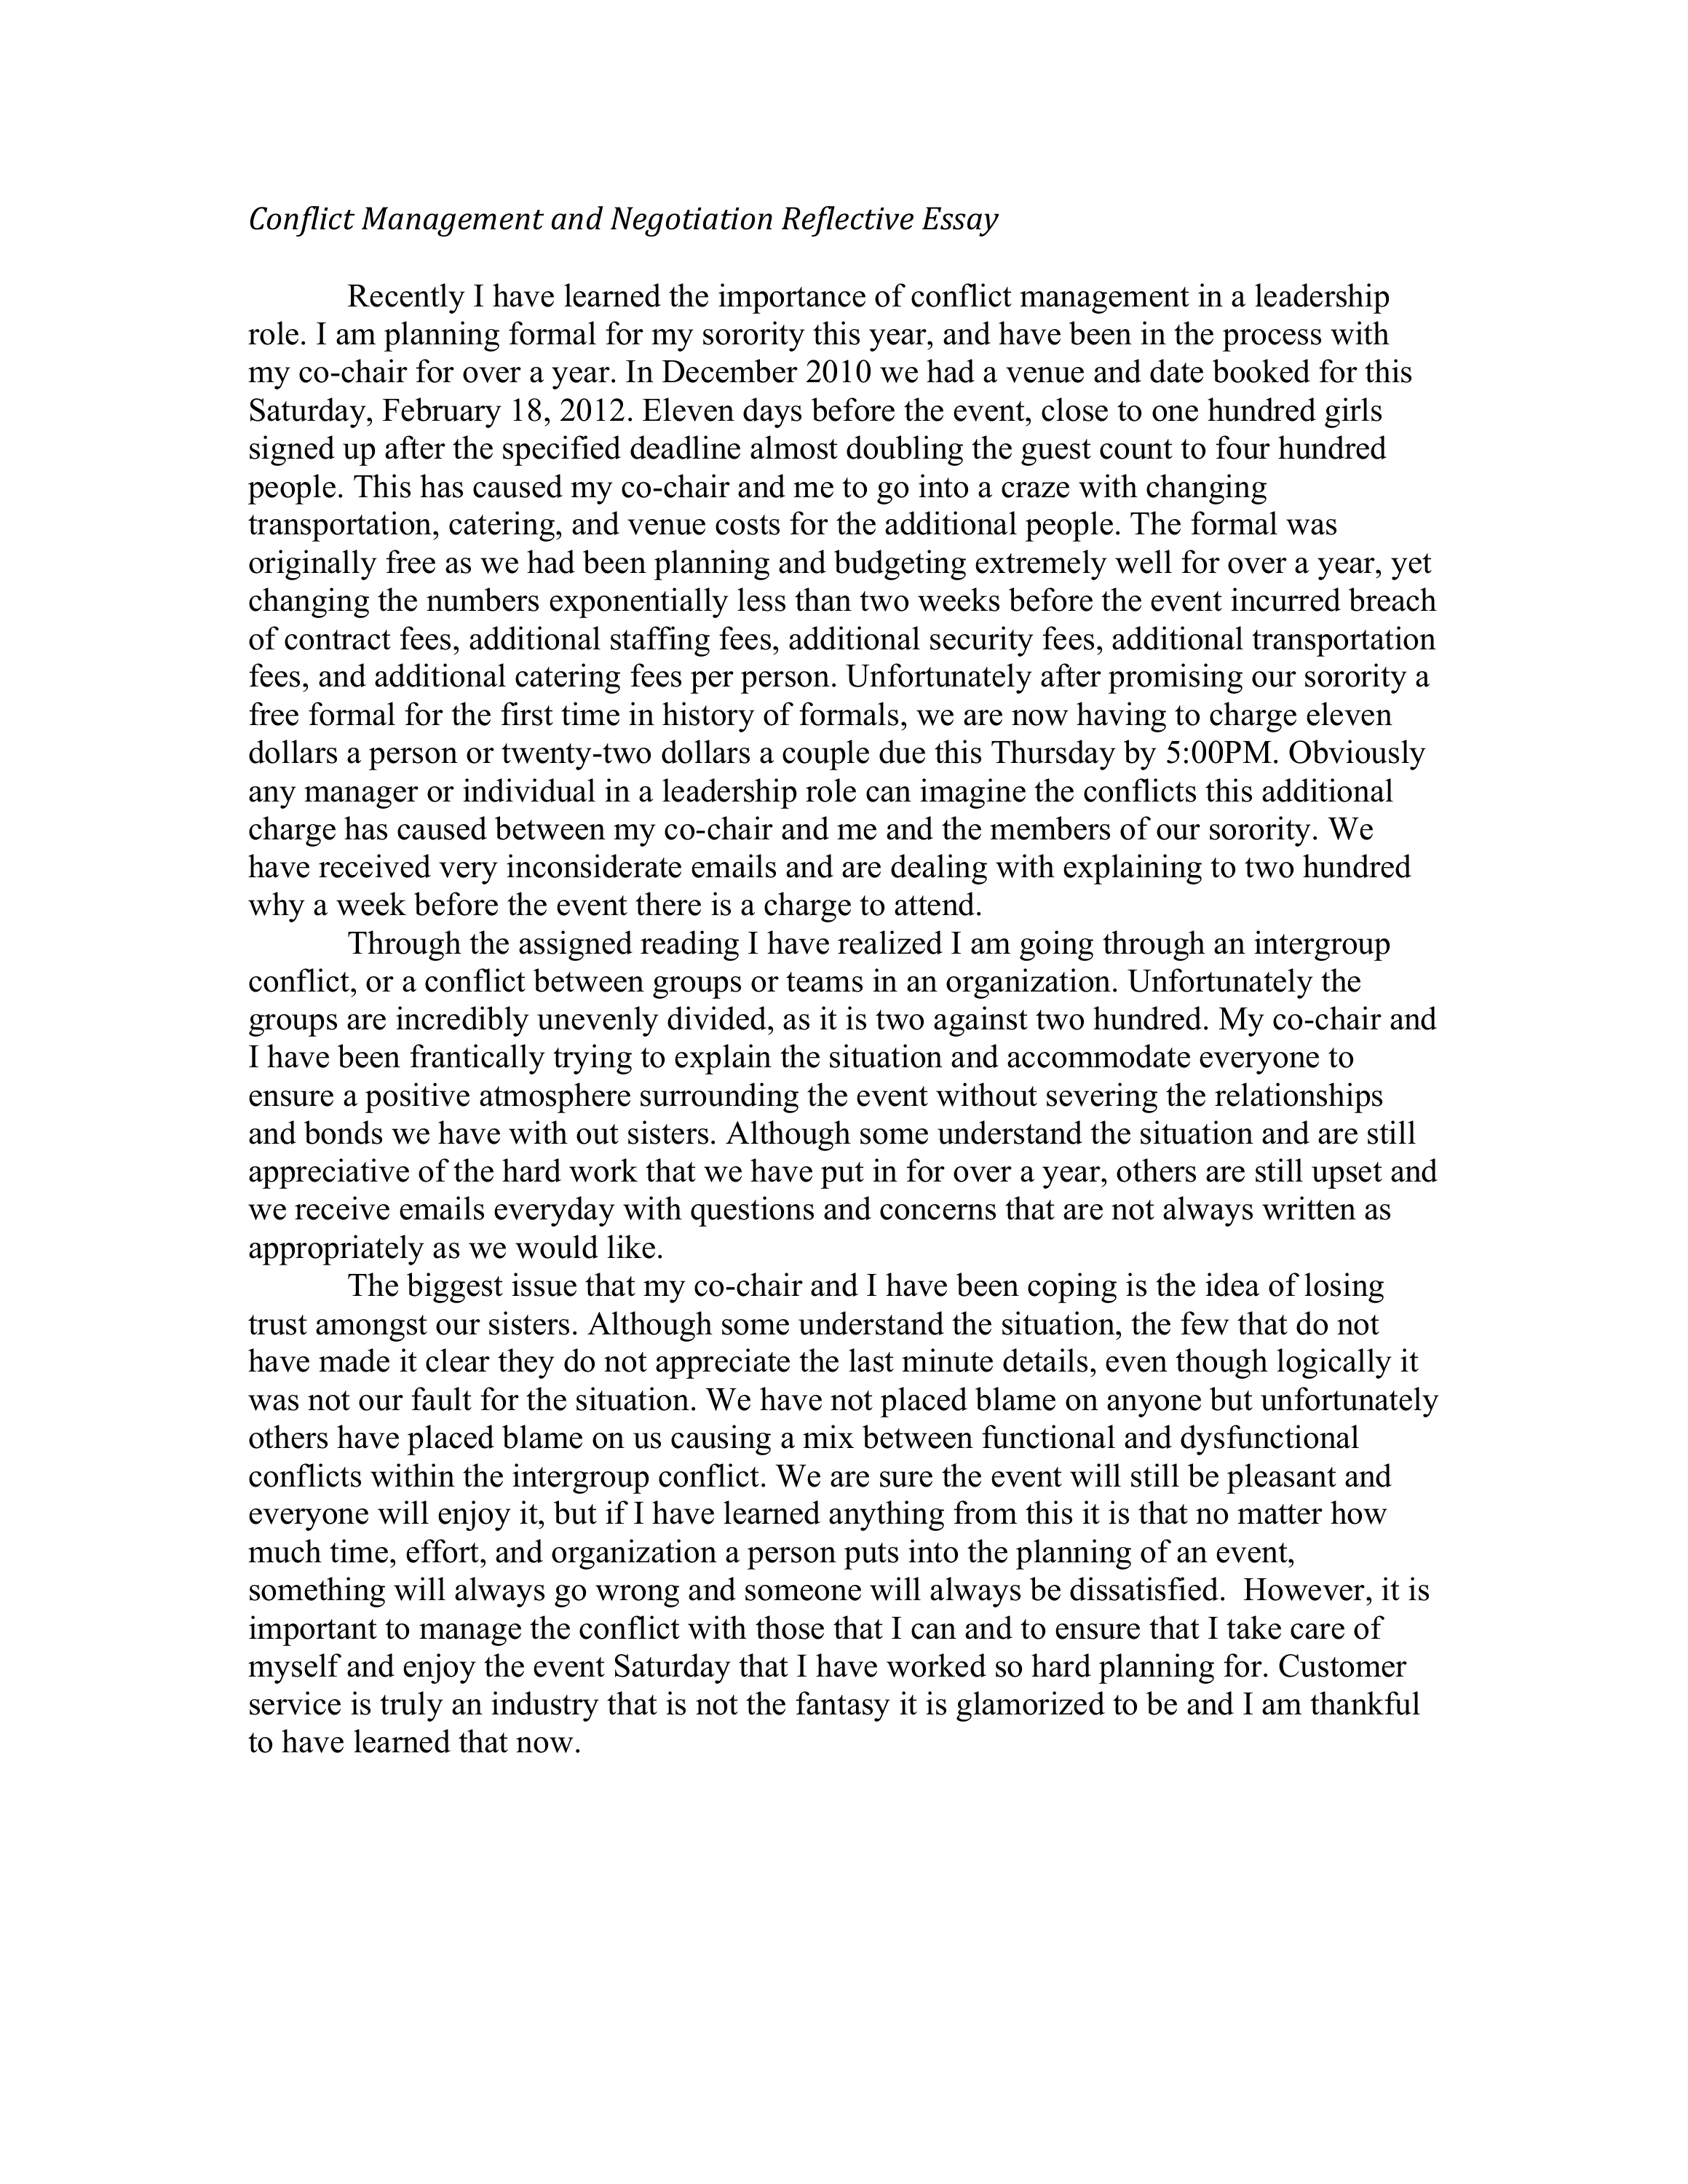 Conflict Management and Negotiation Reflective Essay
Recently I have learned the importance of conflict management in a leadership
role. I am planning formal for my sorority this year, and have been in the process with
my co-chair for over a year. In December 2010 we had a venue and date booked for this
Saturday, February 18, 2012. Eleven days before the event, close to one hundred girls
signed up after the specified deadline almost doubling the guest count to four hundred
people. This has caused my co-chair and me to go into a craze with changing
transportation, catering, and venue costs for the additional people. The formal was
originally free as we had been planning and budgeting extremely well for over a year, yet
changing the numbers exponentially less than two weeks before the event incurred breach
of contract fees, additional staffing fees, additional security fees, additional transportation
fees, and additional catering fees per person. Unfortunately after promising our sorority a
free formal for the first time in history of formals, we are now having to charge eleven
dollars a person or twenty-two dollars a couple due this Thursday by 5:00PM. Obviously
any manager or individual in a leadership role can imagine the conflicts this additional
charge has caused between my co-chair and me and the members of our sorority. We
have received very inconsiderate emails and are dealing with explaining to two hundred
why a week before the event there is a charge to attend.
Through the assigned reading I have realized I am going through an intergroup
conflict, or a conflict between groups or teams in an organization. Unfortunately the
groups are incredibly unevenly divided, as it is two against two hundred. My co-chair and
I have been frantically trying to explain the situation and accommodate everyone to
ensure a positive atmosphere surrounding the event without severing the relationships
and bonds we have with out sisters. Although some understand the situation and are still
appreciative of the hard work that we have put in for over a year, others are still upset and
we receive emails everyday with questions and concerns that are not always written as
appropriately as we would like.
The biggest issue that my co-chair and I have been coping is the idea of losing
trust amongst our sisters. Although some understand the situation, the few that do not
have made it clear they do not appreciate the last minute details, even though logically it
was not our fault for the situation. We have not placed blame on anyone but unfortunately
others have placed blame on us causing a mix between functional and dysfunctional
conflicts within the intergroup conflict. We are sure the event will still be pleasant and
everyone will enjoy it, but if I have learned anything from this it is that no matter how
much time, effort, and organization a person puts into the planning of an event,
something will always go wrong and someone will always be dissatisfied.  However, it is
important to manage the conflict with those that I can and to ensure that I take care of
myself and enjoy the event Saturday that I have worked so hard planning for. Customer
service is truly an industry that is not the fantasy it is glamorized to be and I am thankful
to have learned that now.